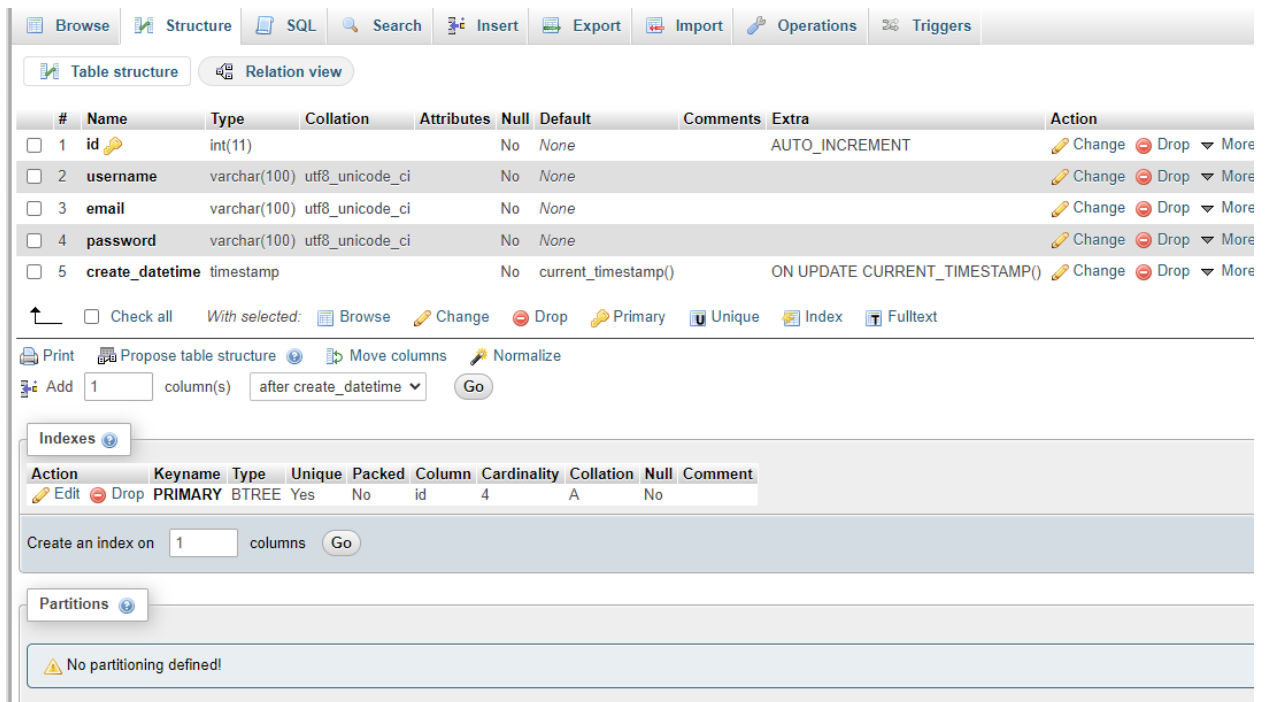 Browse Structure SQL Search Insert Export Import Operations Triggers
Table structure Relation view
# Name Type Collation Attributes Null Default Comments Extra Action
1 id int(11) No None AUTO_INCREMENT Change Drop More
2 username varchar(100) utf8_unicode_ci No None Change Drop More
3 email varchar(100) utf8_unicode_ci No None Change Drop More
4 password varchar(100) utf8_unicode_ci No None Change Drop More
5 create_datetime timestamp No current_timestamp() ON UPDATE CURRENT_TIMESTAMP() Change Drop More
Check all With selected: Browse Change Drop Primary U Unique Index T Fulltext
Print Propose table structure Move columns Normalize
Add 1 column(s) after create_datetime Go
Indexes
Action Keyname Type Unique Packed Column Cardinality Collation Null Comment
Edit Drop PRIMARY BTREE Yes No id 4 A No
Create an index on 1 columns Go
Partitions
No partitioning defined!